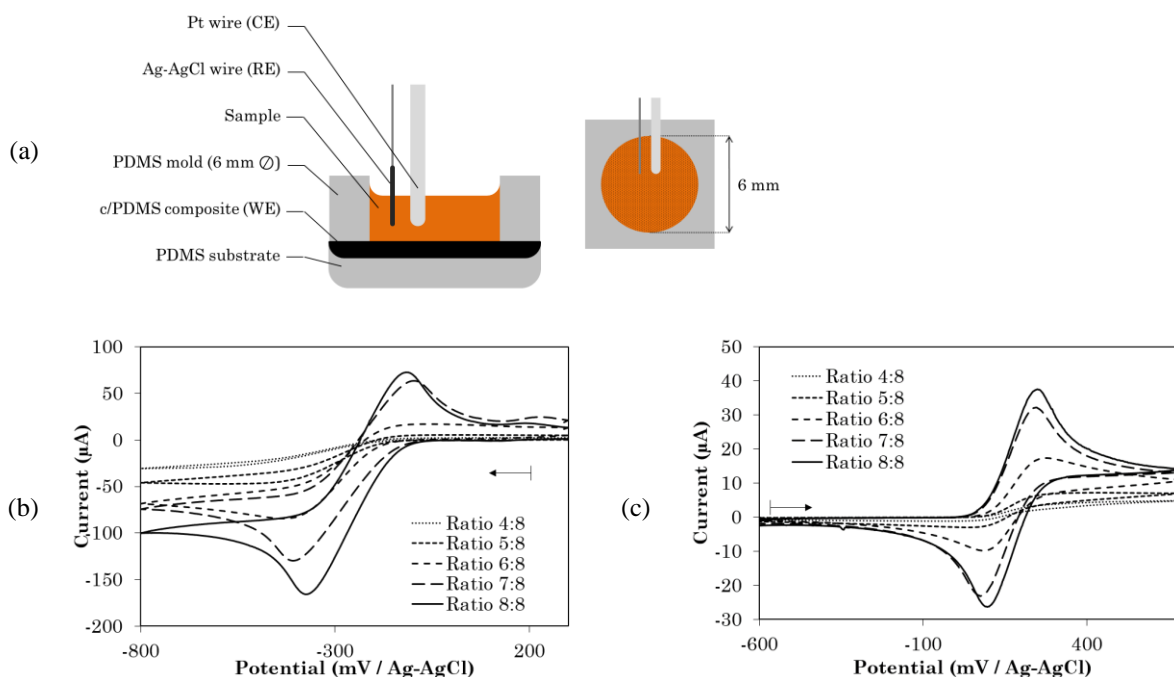 Pt wire (CE)
Ag-AgCl wire (RE)
Sample
(a)
PDMS mold (6 mm ∅)
c/PDMS composite (WE)
PDMS substrate
6 mm
(b)
Current (µA)
100
50
0
-50
-100
-150
-200
-800
-300
200
Potential (mV / Ag-AgCl)
Ratio 4:8
Ratio 5:8
Ratio 6:8
Ratio 7:8
Ratio 8:8
(c)
Current (µA)
50
40
30
20
10
0
-10
-20
-30
-600
-100
400
Potential (mV / Ag-AgCl)
Ratio 4:8
Ratio 5:8
Ratio 6:8
Ratio 7:8
Ratio 8:8